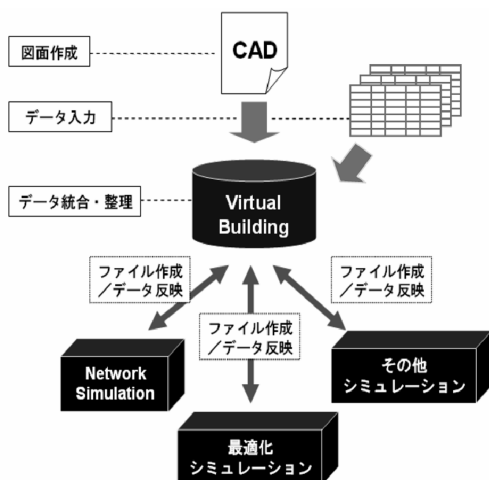 CAD
図面作成
データ入力
データ統合・整理
Virtual
Building
ファイル作成
／データ反映
ファイル作成
／データ反映
ファイル作成
／データ反映
Network
Simulation
その他
シミュレーション
最適化
シミュレーション